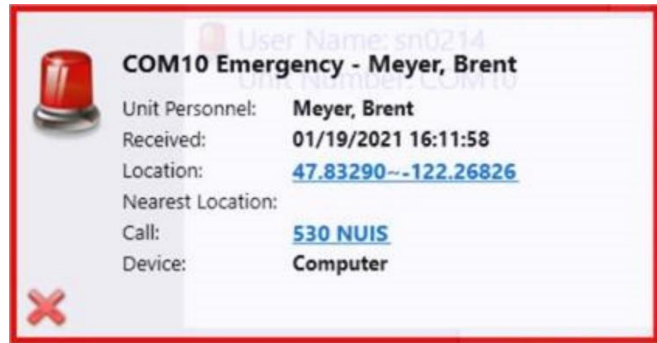 User Name: sn0214
Unit Number: COM10
COM10 Emergency - Meyer, Brent
Unit Personnel: Meyer, Brent
Received: 01/19/2021 16:11:58
Location: 47.83290~-122.26826
Nearest Location:
Call: 530 NUIS
Device: Computer